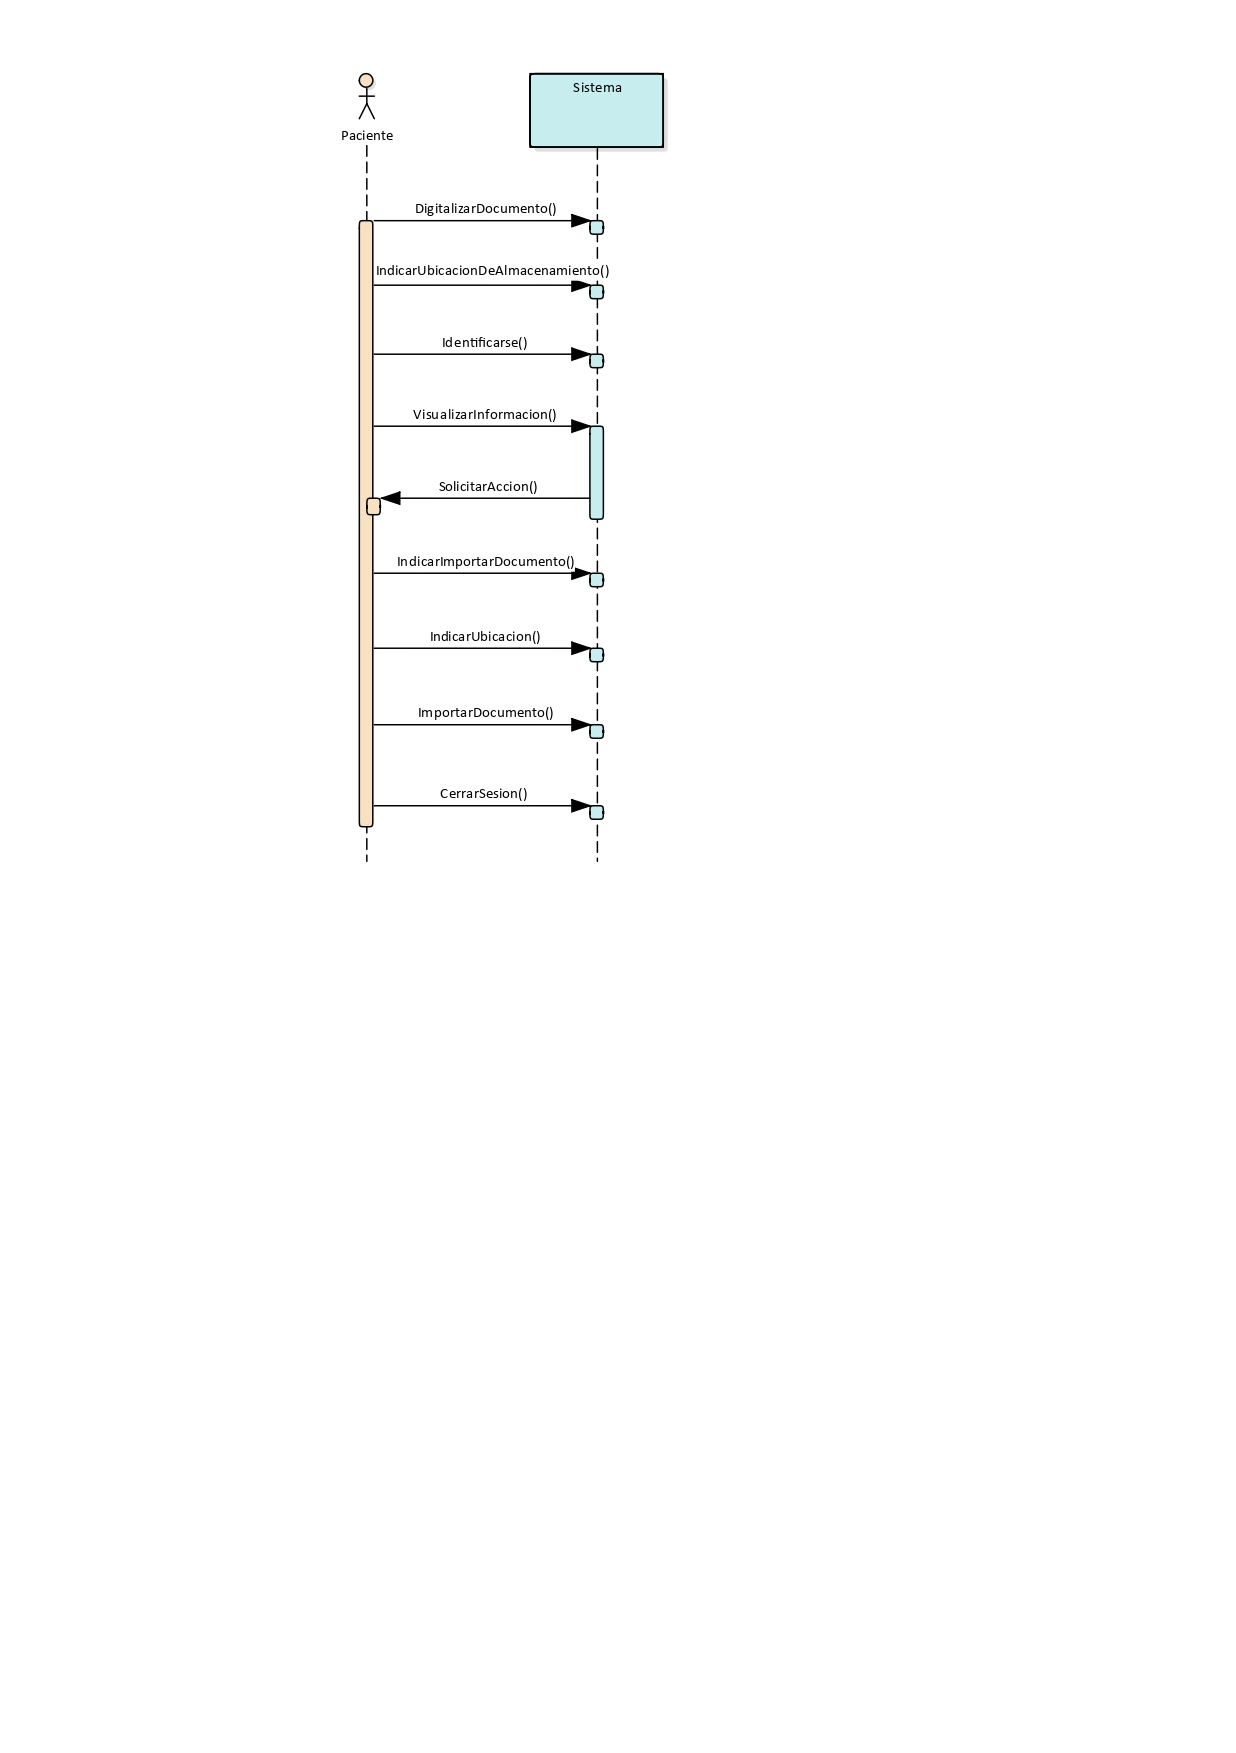 Sistema
Paciente
DigitalizarDocumento()
IndicarUbicacionDeAlmacenamiento()
Identificarse()
VisualizarInformacion()
SolicitarAccion()
IndicarImportarDocumento()
IndicarUbicacion()
ImportarDocumento()
CerrarSesion()